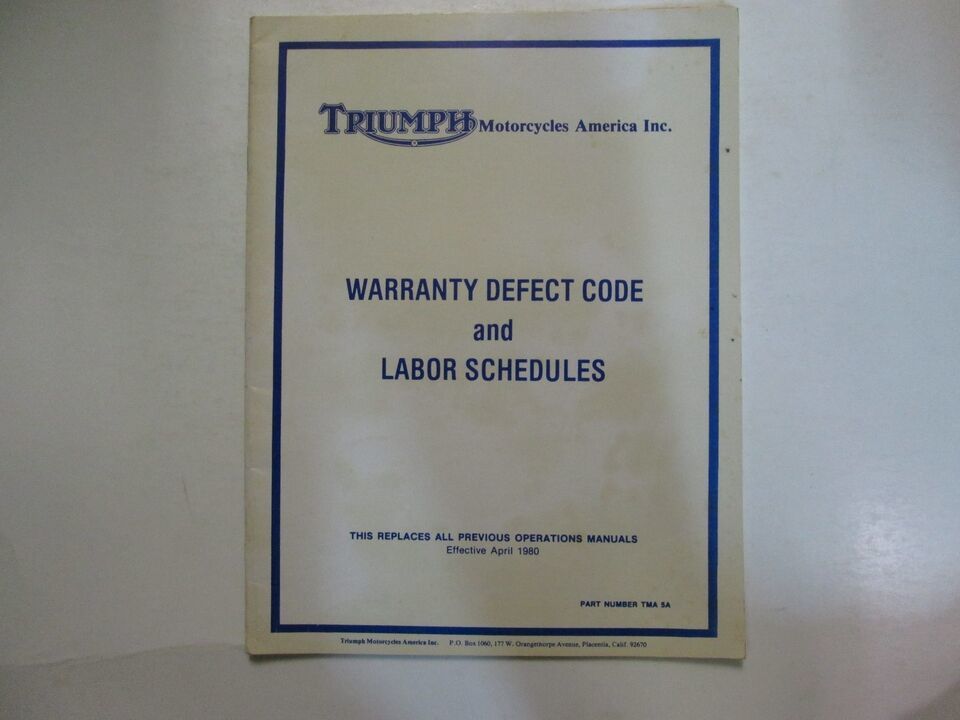 TRIUMPH Motorcycles America Inc.
WARRANTY DEFECT CODE
and
LABOR SCHEDULES
THIS REPLACES ALL PREVIOUS OPERATIONS MANUALS
Effective April 1980
PART NUMBER TMA 5A
Triumph Motorcycles America Inc. P.O. Box 1060, 177 W. Orangethorpe Avenue, Placentia, Calif. 92670